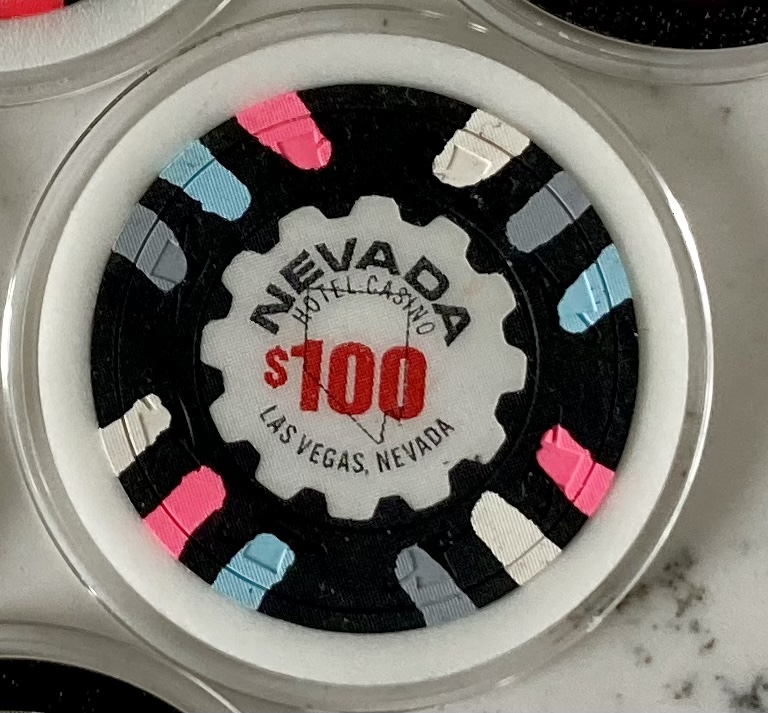 NEVADA
HOTEL CASINO
$100
LAS VEGAS, NEVADA